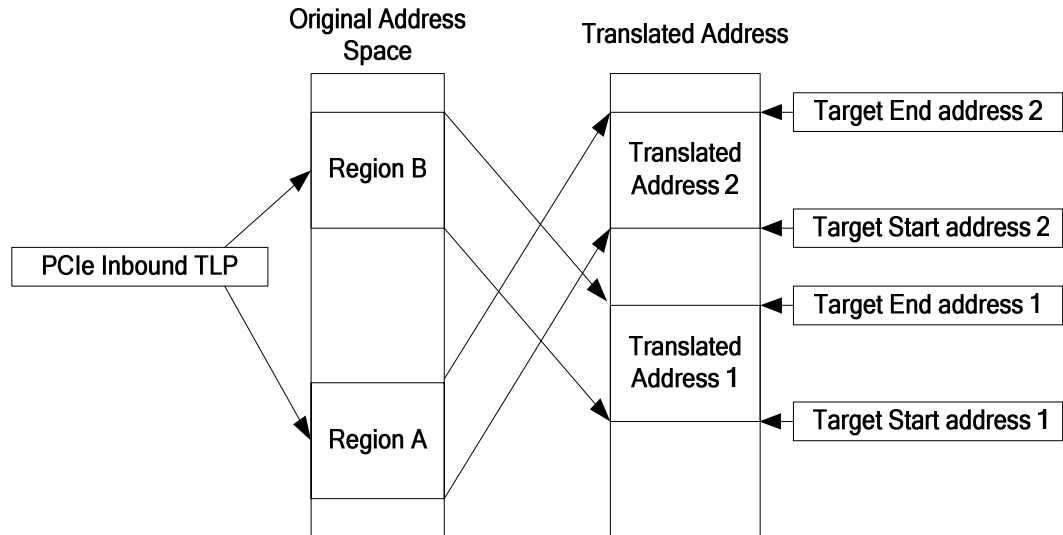 Original Address
Space
Translated Address
Target End address 2
Region B
Translated
Address 2
Target Start address 2
PCIe Inbound TLP
Target End address 1
Translated
Address 1
Target Start address 1
Region A